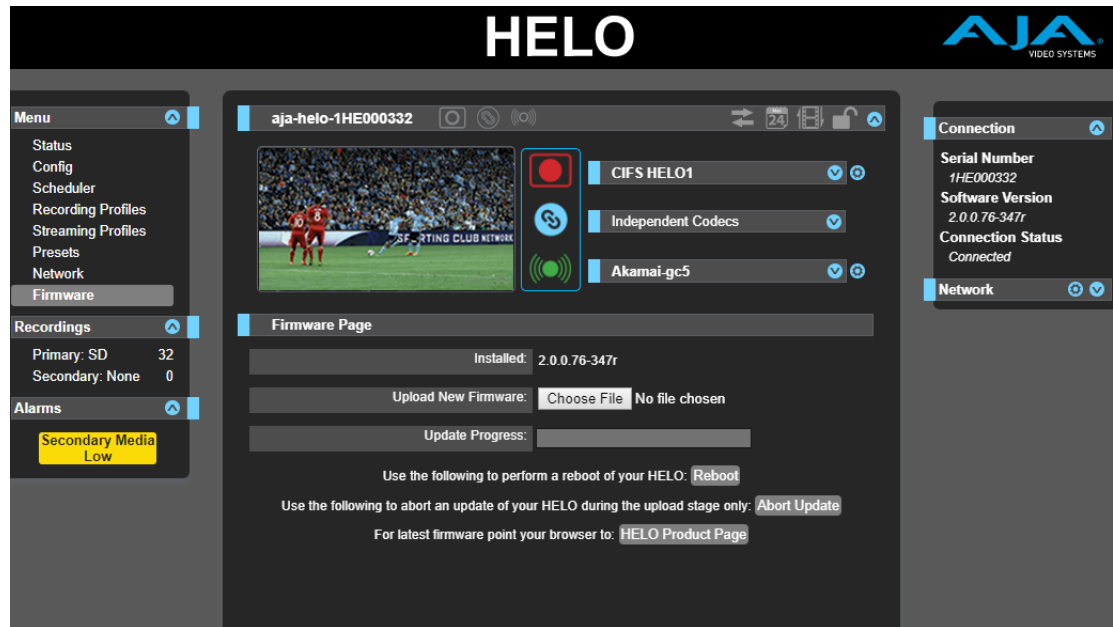 HELO
AJA
VIDEO SYSTEMS
Menu
Status
Config
Scheduler
Recording Profiles
Streaming Profiles
Presets
Network
Firmware
Recordings
Primary: SD 32
Secondary: None 0
Alarms
Secondary Media
Low
aja-helo-1HE000332
24
SPORTING CLUB NETWORK
CIFS HELO1
Independent Codecs
Akamai-gc5
Firmware Page
Installed: 2.0.0.76-347r
Upload New Firmware: Choose File No file chosen
Update Progress:
Use the following to perform a reboot of your HELO: Reboot
Use the following to abort an update of your HELO during the upload stage only: Abort Update
For latest firmware point your browser to: HELO Product Page
Connection
Serial Number
1HE000332
Software Version
2.0.0.76-347r
Connection Status
Connected
Network